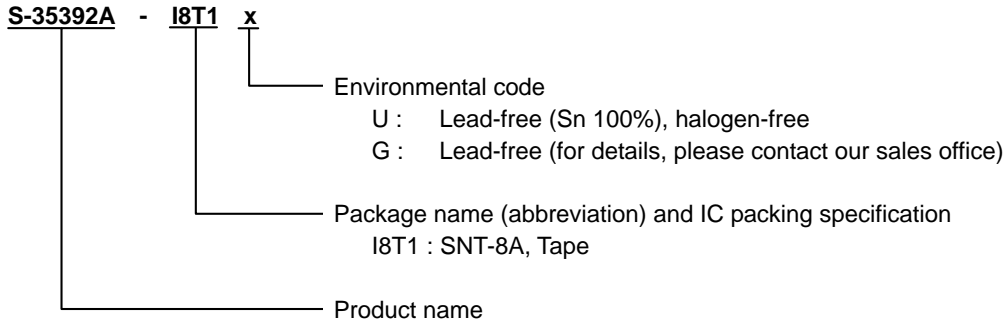 S-35392A - I8T1 x
Environmental code
U : Lead-free (Sn 100%), halogen-free
G : Lead-free (for details, please contact our sales office)
Package name (abbreviation) and IC packing specification
I8T1 : SNT-8A, Tape
Product name